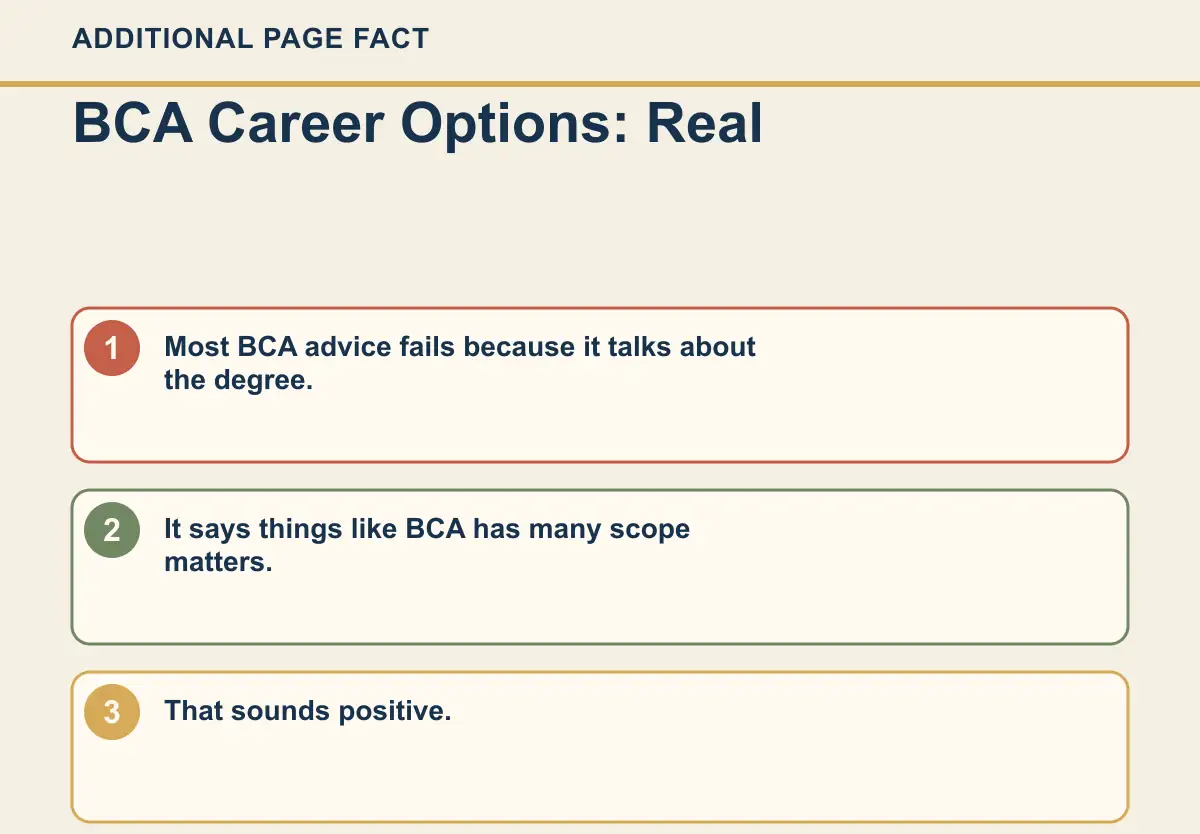 ADDITIONAL PAGE FACT
BCA Career Options: Real
1
Most BCA advice fails because it talks about
the degree.
2
It says things like BCA has many scope
matters.
3
That sounds positive.